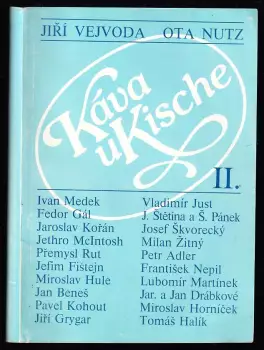 JIŘÍ VEJVODA OTA NUTZ
Káva
u Kische
II.
Ivan Medek
Fedor Gál
Jaroslav Kořán
Jethro McIntosh
Přemysl Rut
Jefim Fištejn
Miroslav Hule
Jan Beneš
Pavel Kohout
Jiří Grygar
Vladimír Just
J. Štětina a Š. Pánek
Josef Škvorecký
Milan Žitný
Petr Adler
František Nepil
Lubomír Martínek
Jar. a Jan Drábkové
Miroslav Horníček
Tomáš Halík